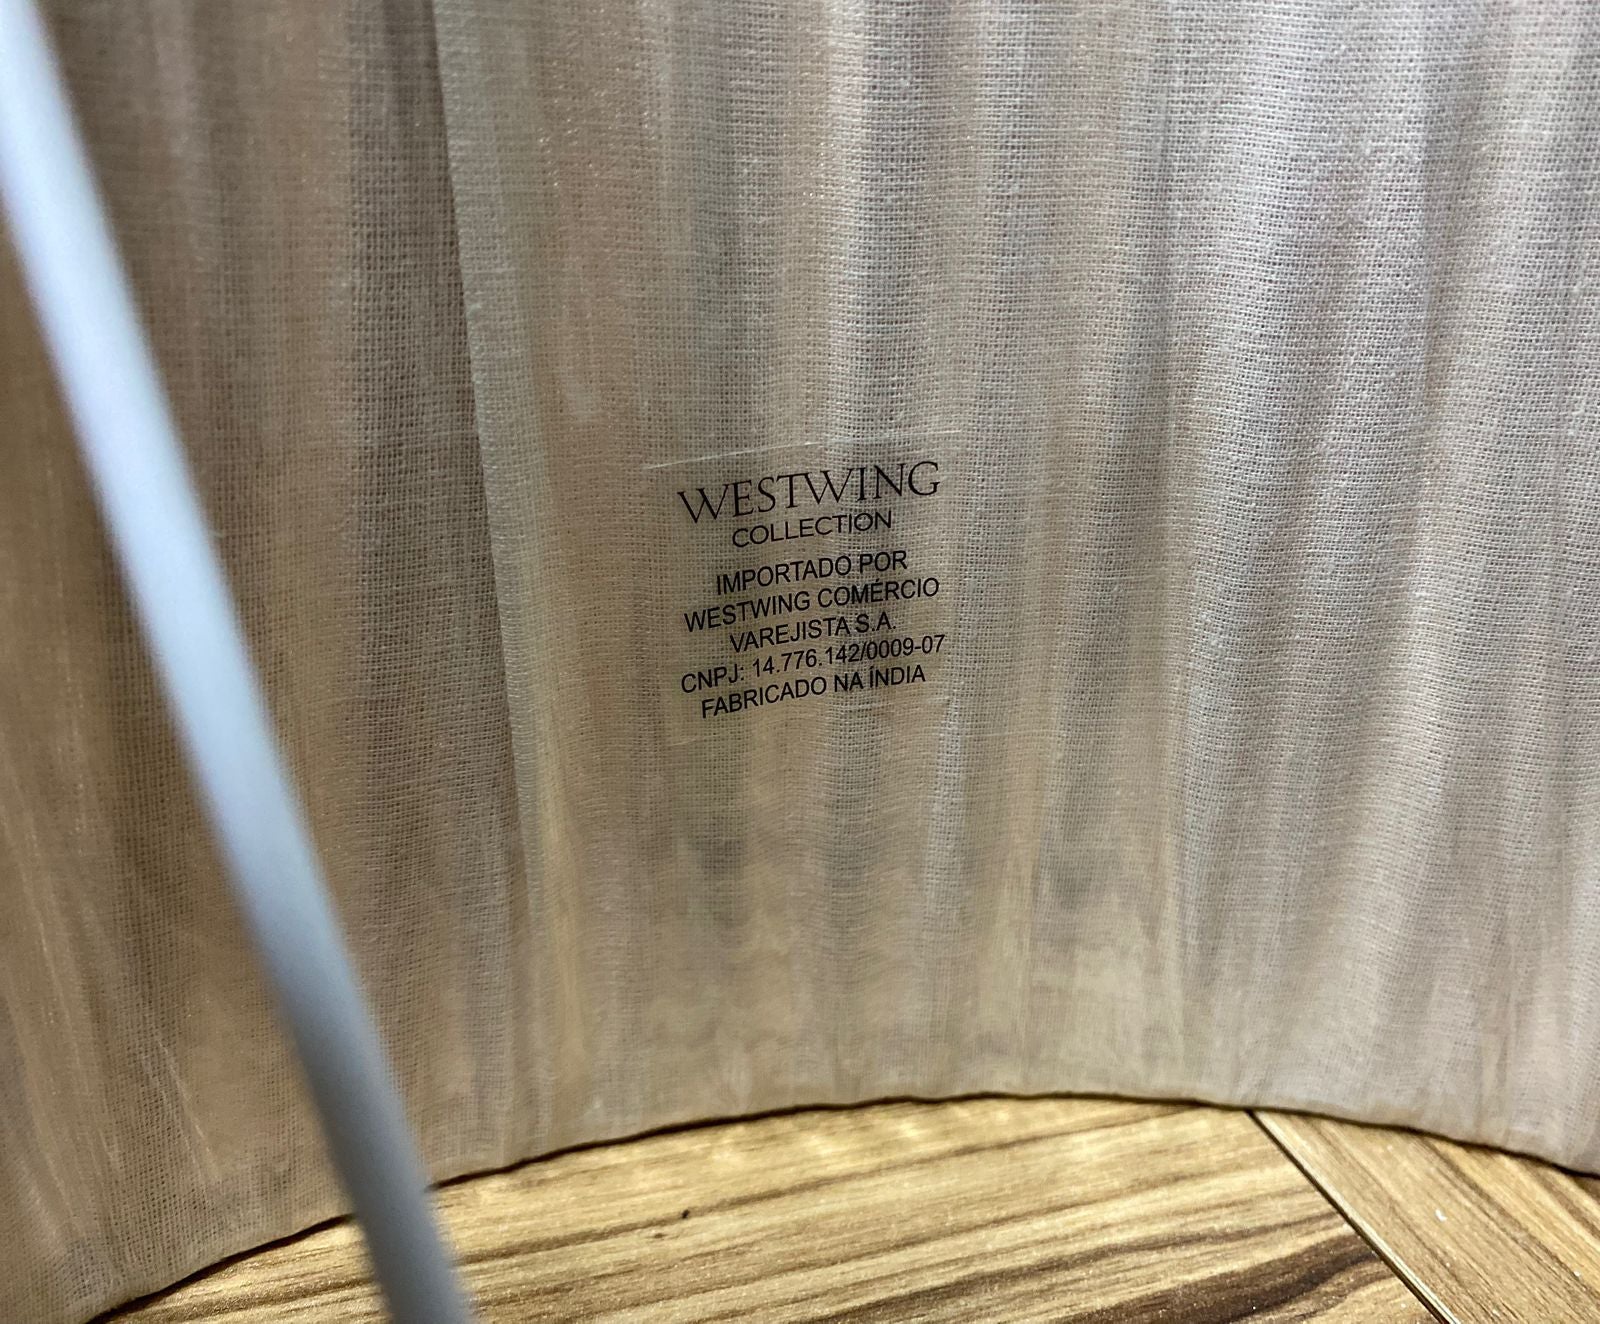 WESTWING
COLLECTION
IMPORTADO POR
WESTWING COMÉRCIO
VAREJISTA S.A.
CNPJ: 14.776.142/0009-07
FABRICADO NA ÍNDIA